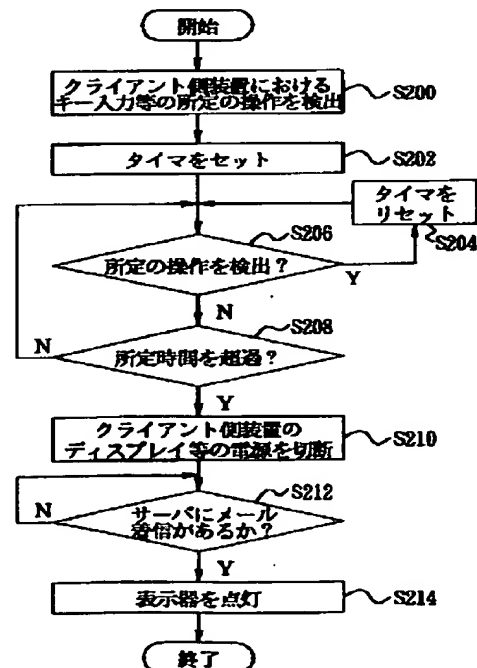 開始
クライアント側装置における
キー入力等の所定の操作を検出
S200
タイマをセット
S202
タイマを
リセット
S204
S206
所定の操作を検出?
Y
N
S208
N
所定時間を超過?
Y
クライアント側装置の
ディスプレイ等の電源を切断
S210
S212
N
サーバにメール
着信があるか?
Y
表示器を点灯
S214
終了